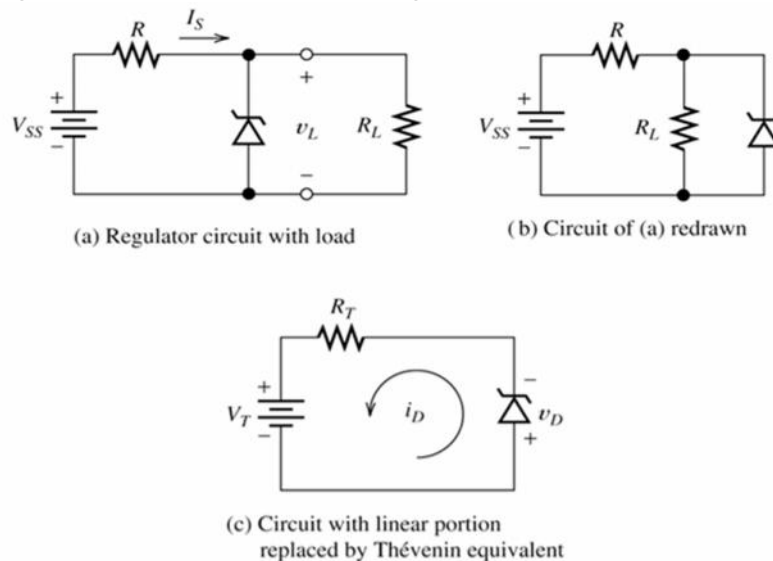 R
I_S
+
V_SS
−
+
v_L
−
R_L
(a) Regulator circuit with load
R
+
V_SS
−
R_L
(b) Circuit of (a) redrawn
R_T
+
V_T
−
i_D
−
v_D
+
(c) Circuit with linear portion
replaced by Thévenin equivalent